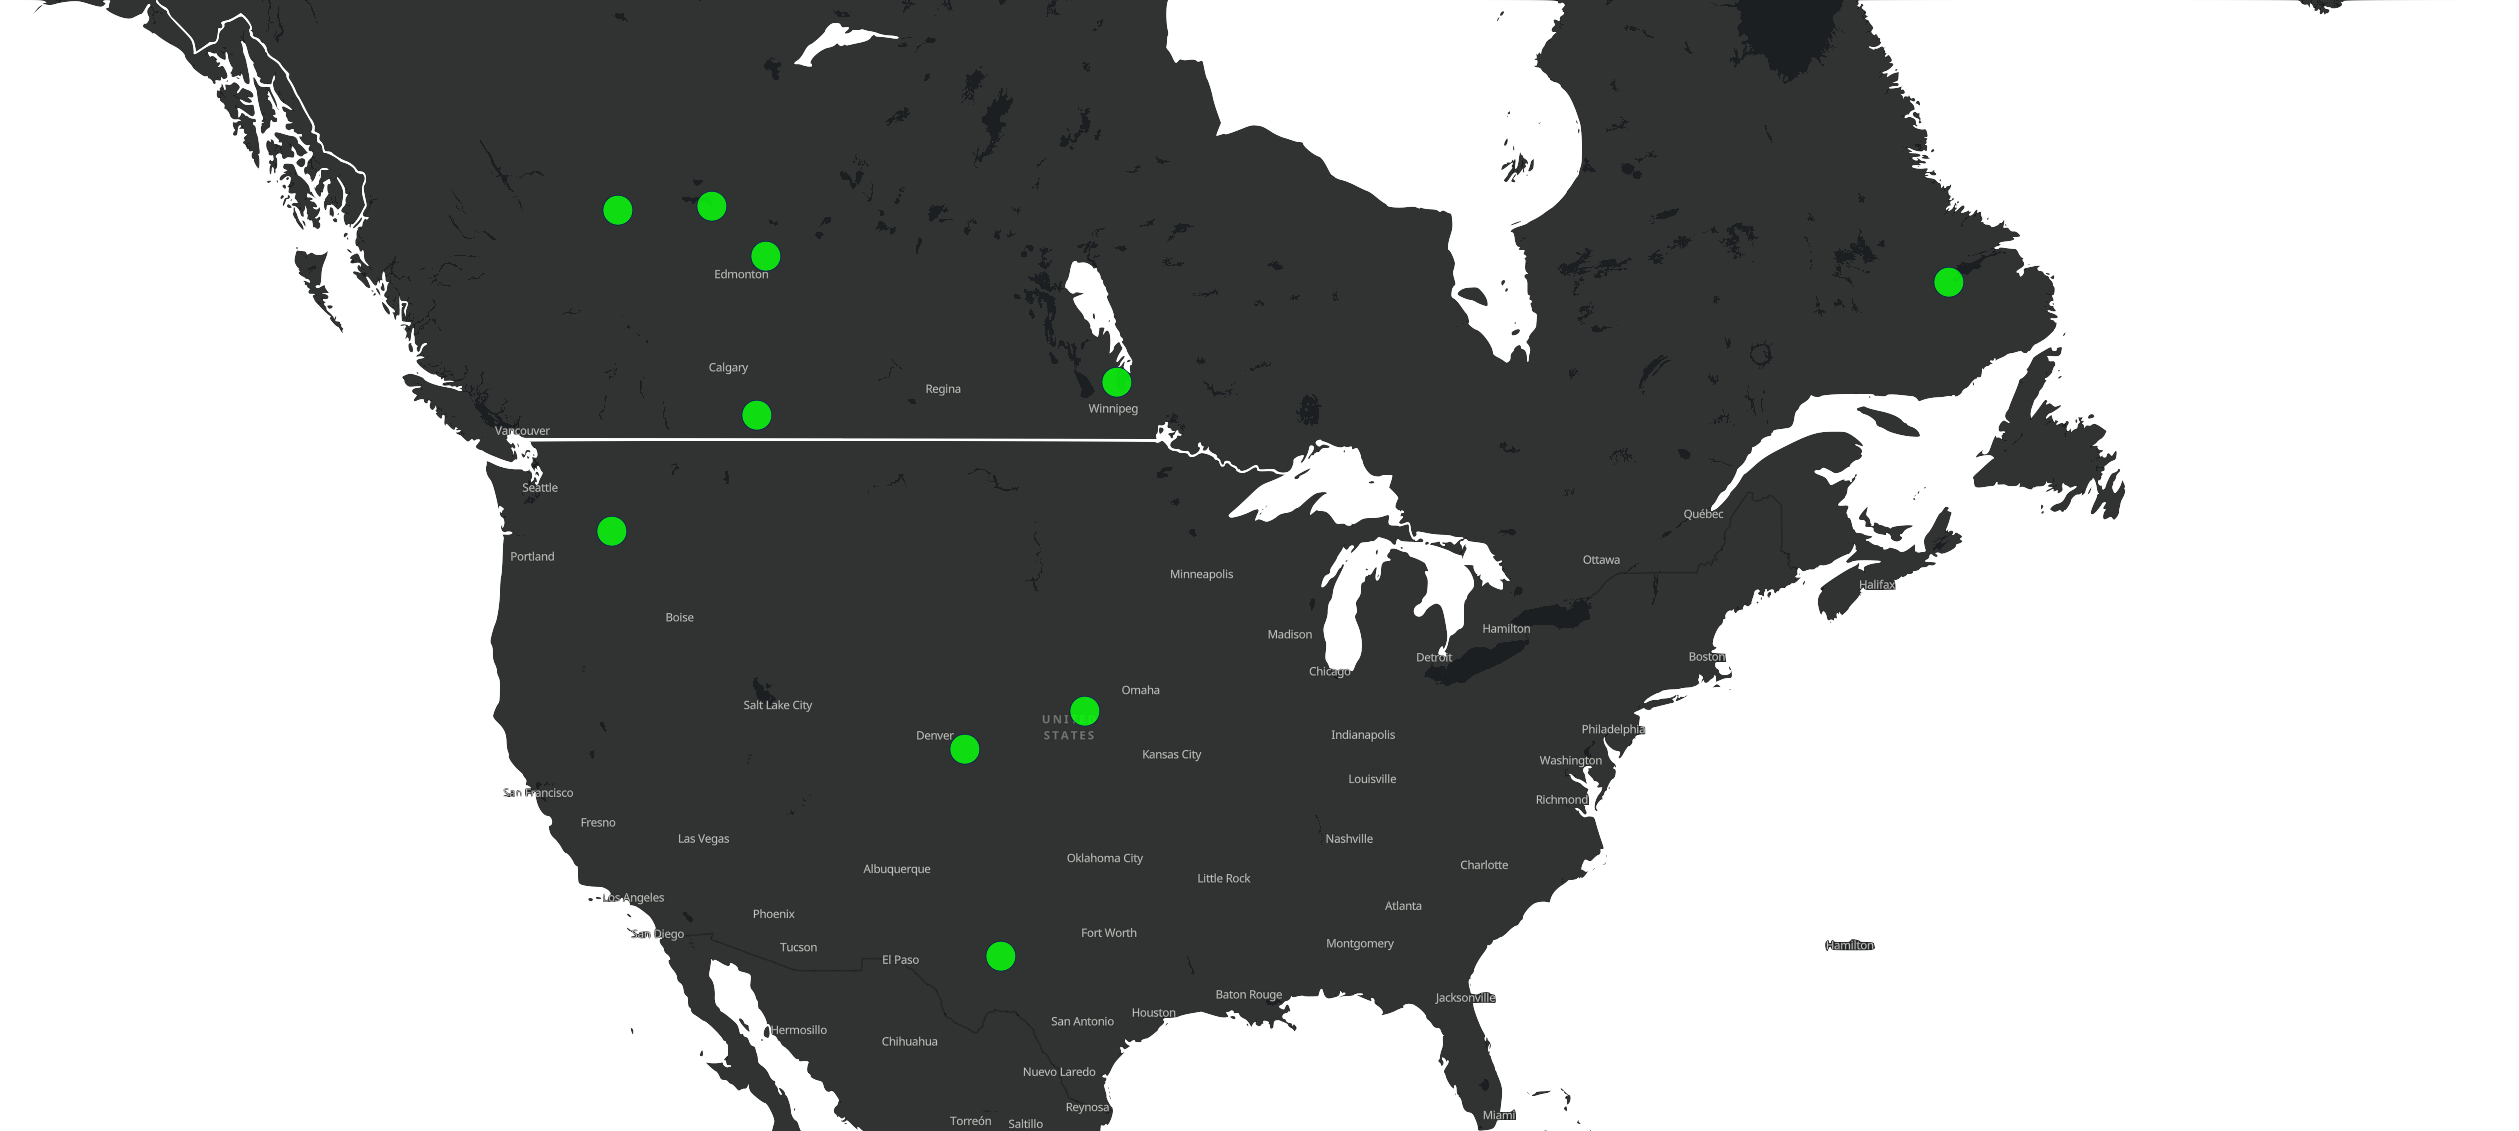 Edmonton
Calgary
Regina
Winnipeg
Vancouver
Seattle
Québec
Portland
Ottawa
Minneapolis
Halifax
Boise
Hamilton
Madison
Boston
Detroit
Chicago
Omaha
Salt Lake City
UNITED
STATES
Philadelphia
Denver
Indianapolis
Kansas City
Washington
Louisville
San Francisco
Richmond
Fresno
Las Vegas
Nashville
Oklahoma City
Charlotte
Albuquerque
Little Rock
Los Angeles
Atlanta
Phoenix
Fort Worth
San Diego
Montgomery
Hamilton
Tucson
El Paso
Baton Rouge
Jacksonville
Houston
San Antonio
Hermosillo
Chihuahua
Nuevo Laredo
Reynosa
Miami
Torreón
Saltillo